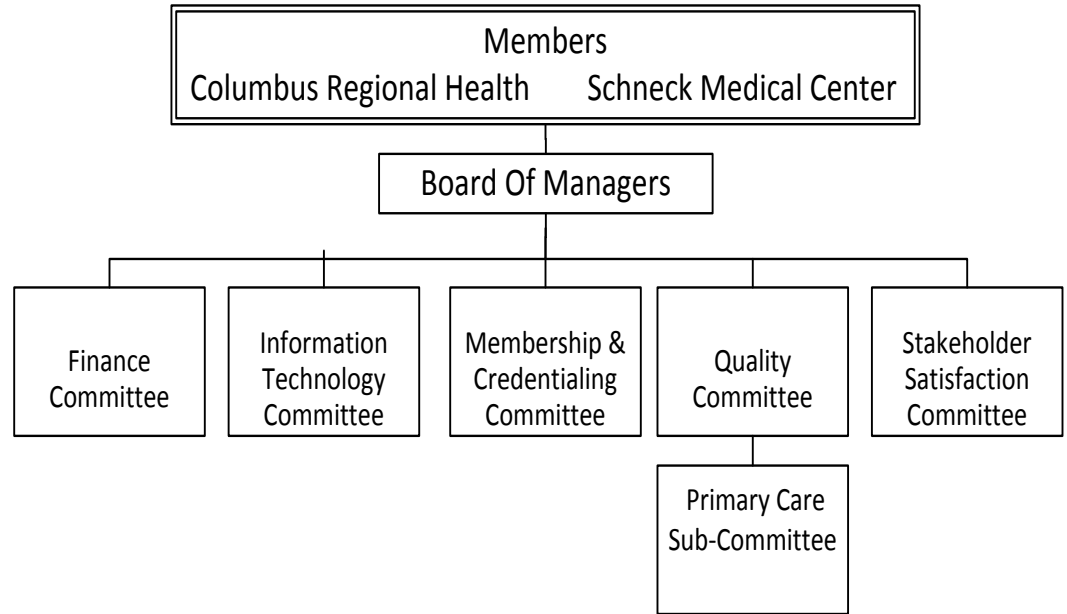 Members
Columbus Regional Health Schneck Medical Center
Board Of Managers
Finance
Committee
Information
Technology
Committee
Membership &
Credentialing
Committee
Quality
Committee
Stakeholder
Satisfaction
Committee
Primary Care
Sub-Committee